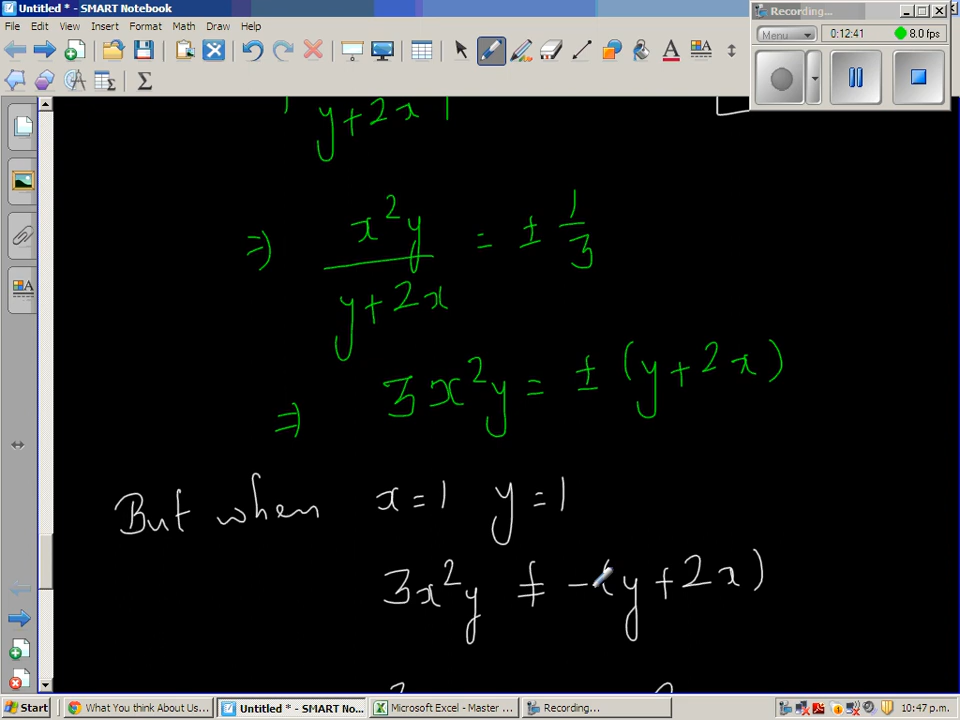 Untitled * - SMART Notebook
Recording...
File Edit View Insert Format Math Draw Help
Menu 0:12:41 8.0 fps
y+2x
⇒ x²y / y+2x = ± 1/3
⇒ 3x²y = ± (y+2x)
But when x=1 y=1
3x²y ≠ -(y+2x)
Start What You think About Us... Untitled * - SMART No... Microsoft Excel - Master ... Recording... 10:47 p.m.